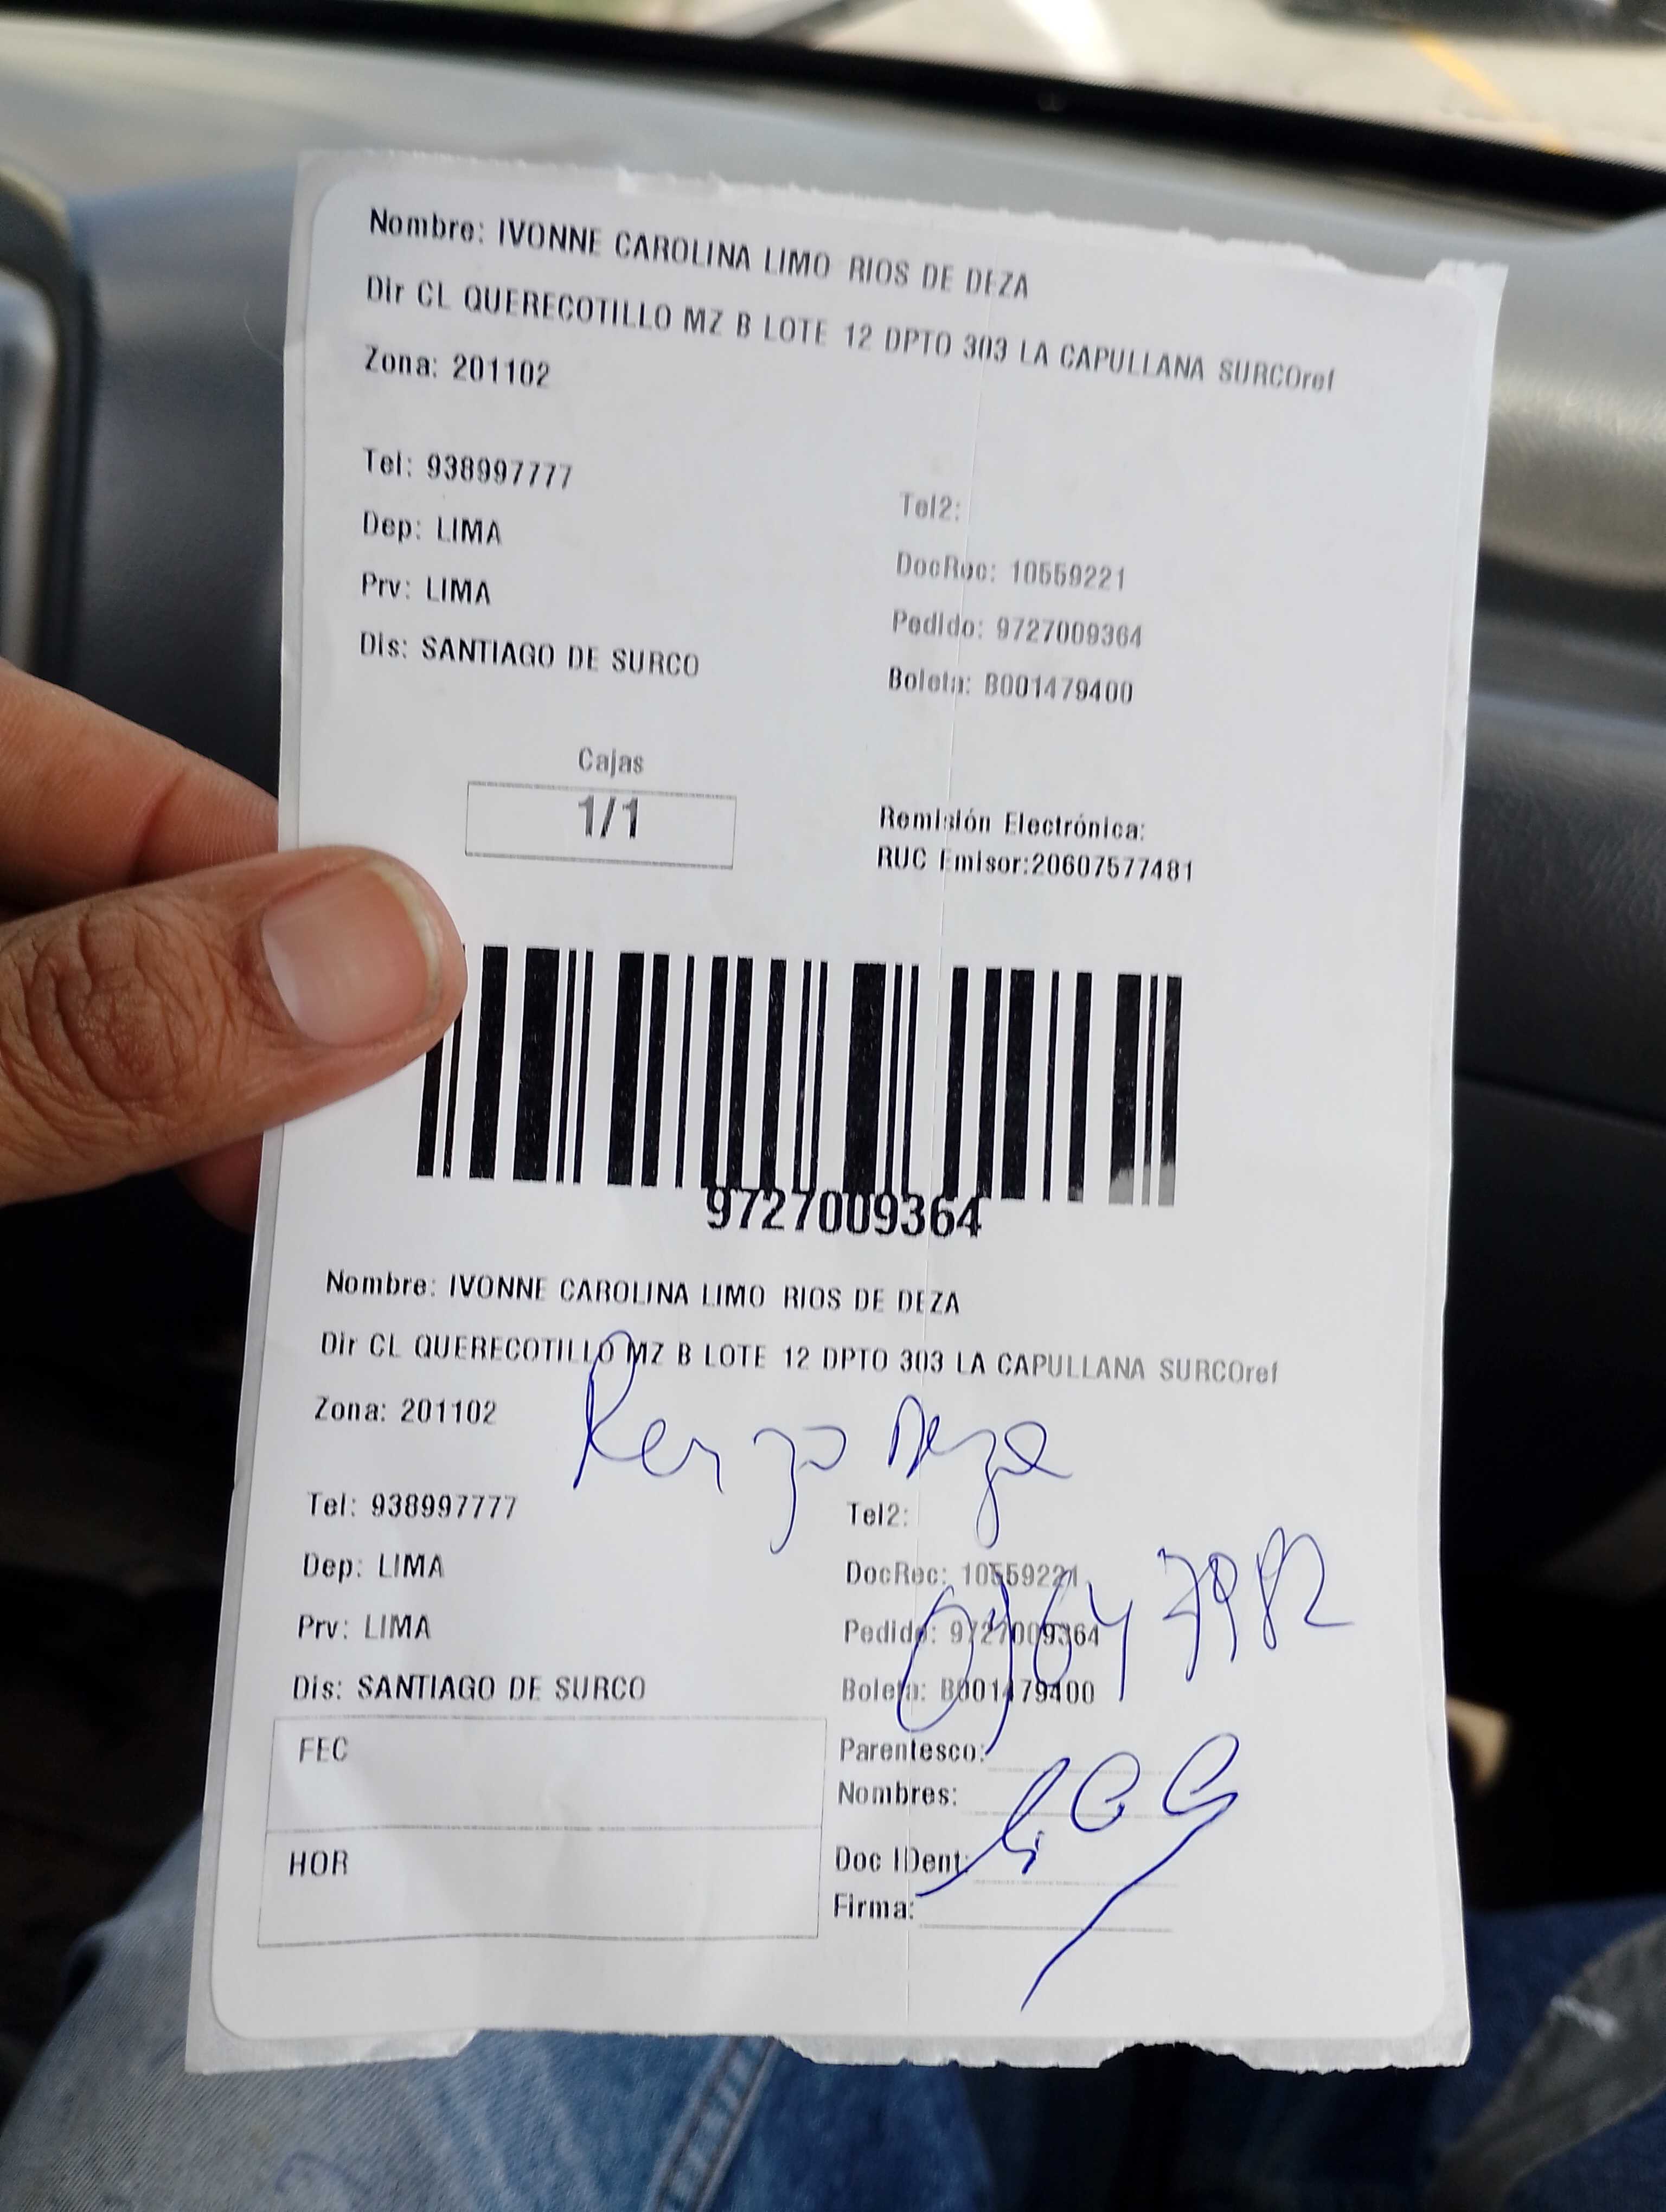 Nombre: IVONNE CAROLINA LIMO RIOS DE DEZA
Dir CL QUERECOTILLO MZ B LOTE 12 DPTO 303 LA CAPULLANA SURCOref
Zona: 201102
Tel: 938997777
Tel2:
Dep: LIMA
DocRec: 10559221
Prv: LIMA
Pedido: 9727009364
Dis: SANTIAGO DE SURCO
Boleta: B001479400
Cajas
1/1
Remisión Electrónica:
RUC Emisor:20607577481
9727009364
Nombre: IVONNE CAROLINA LIMO RIOS DE DEZA
Dir CL QUERECOTILLO MZ B LOTE 12 DPTO 303 LA CAPULLANA SURCOref
Zona: 201102
Renzo Deza
Tel: 938997777
Tel2:
Dep: LIMA
DocRec: 10559221
Prv: LIMA
Pedido: 9727009364
Dis: SANTIAGO DE SURCO
Boleta: B001479400
FEC
Parentesco:
Nombres:
HOR
Doc IDent:
Firma: